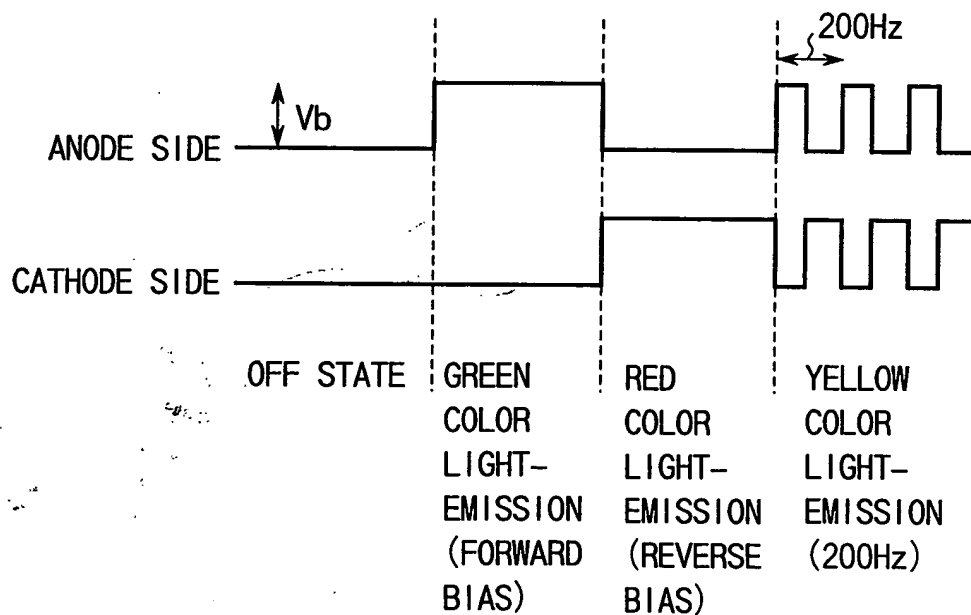 200Hz
Vb
ANODE SIDE
CATHODE SIDE
OFF STATE
GREEN
COLOR
LIGHT-
EMISSION
(FORWARD
BIAS)
RED
COLOR
LIGHT-
EMISSION
(REVERSE
BIAS)
YELLOW
COLOR
LIGHT-
EMISSION
(200Hz)